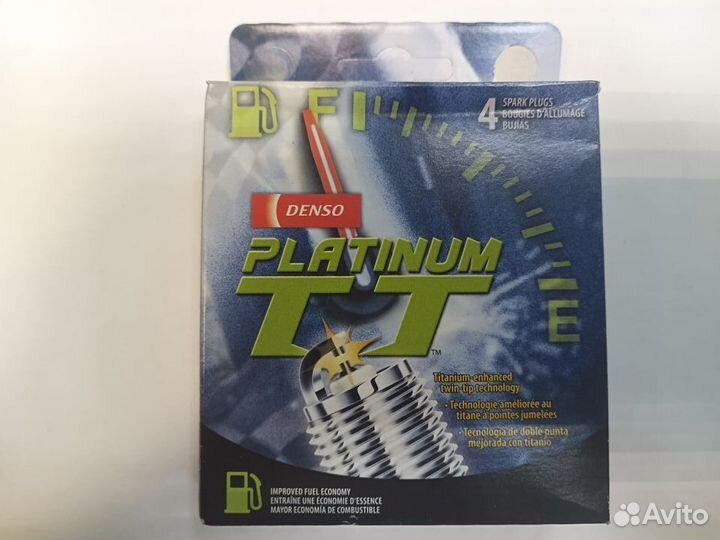 F
4
SPARK PLUGS
BOUGIES D'ALLUMAGE
BUJÍAS
DENSO
PLATINUM
TT™
E
Titanium-enhanced
twin-tip technology
• Technologie améliorée au
titane à pointes jumelées
• Tecnología de doble punta
mejorada con titanio
IMPROVED FUEL ECONOMY
ENTRAÎNE UNE ÉCONOMIE D'ESSENCE
MAYOR ECONOMÍA DE COMBUSTIBLE
Avito